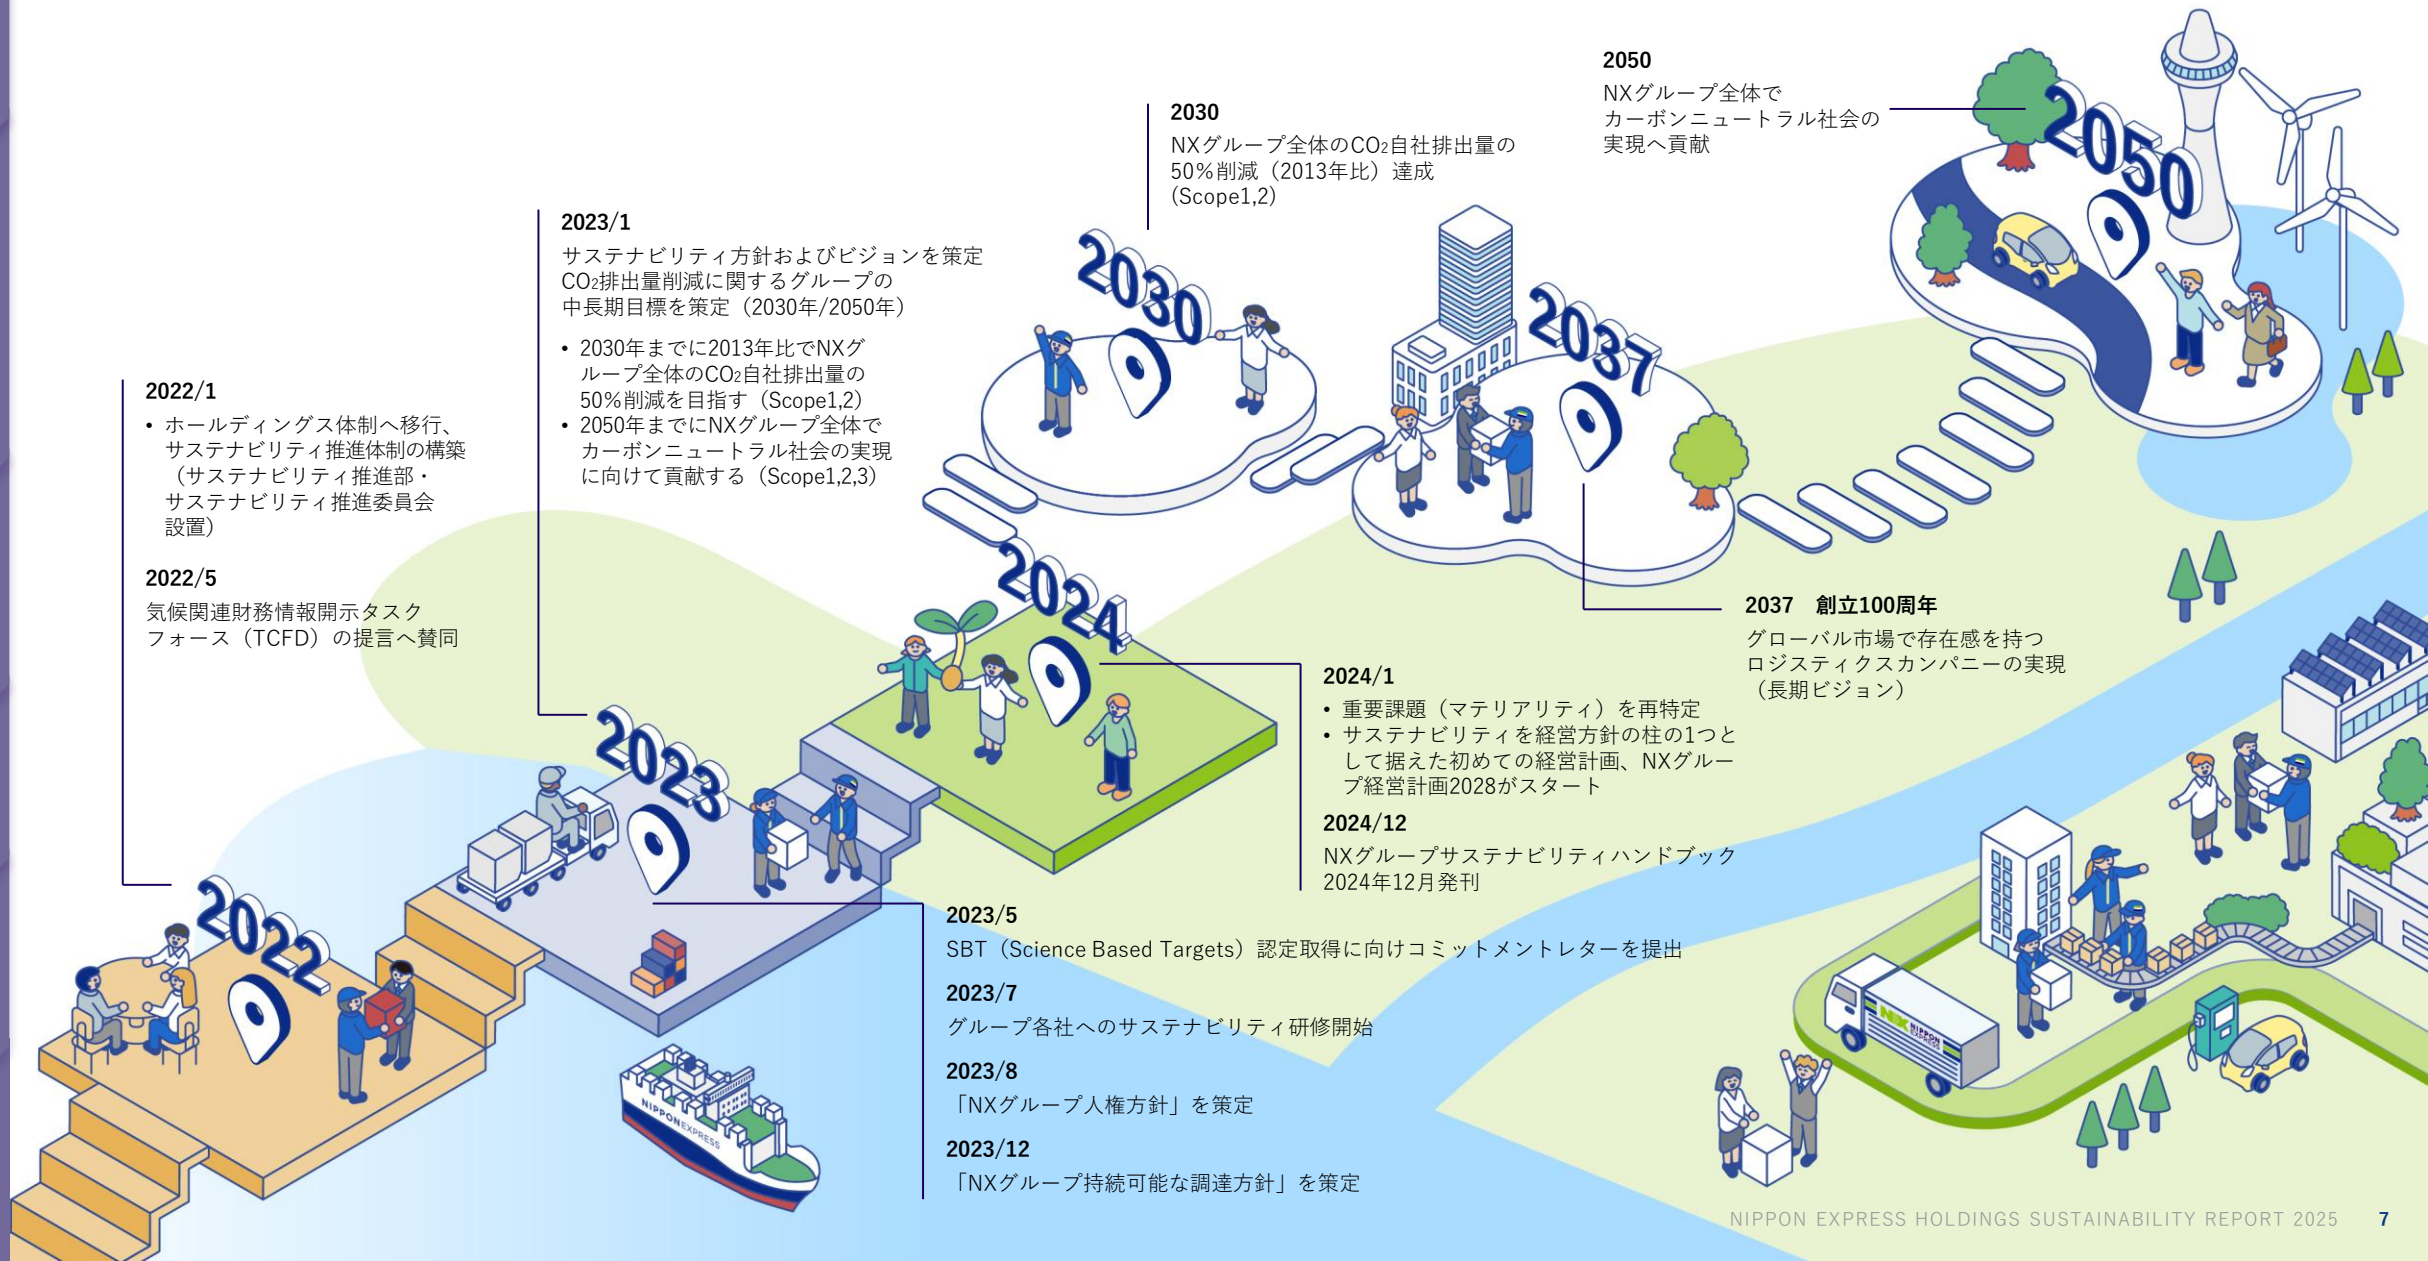 2022/1
• ホールディングス体制へ移行、
サステナビリティ推進体制の構築
（サステナビリティ推進部・
サステナビリティ推進委員会
設置）
2022/5
気候関連財務情報開示タスク
フォース（TCFD）の提言へ賛同
2022
2023/1
サステナビリティ方針およびビジョンを策定
CO₂排出量削減に関するグループの
中長期目標を策定（2030年/2050年）
• 2030年までに2013年比でNXグ
ループ全体のCO₂自社排出量の
50%削減を目指す（Scope1,2）
• 2050年までにNXグループ全体で
カーボンニュートラル社会の実現
に向けて貢献する（Scope1,2,3）
2023
2023/5
SBT（Science Based Targets）認定取得に向けコミットメントレターを提出
2023/7
グループ各社へのサステナビリティ研修開始
2023/8
「NXグループ人権方針」を策定
2023/12
「NXグループ持続可能な調達方針」を策定
2024
2024/1
• 重要課題（マテリアリティ）を再特定
• サステナビリティを経営方針の柱の1つと
して据えた初めての経営計画、NXグルー
プ経営計画2028がスタート
2024/12
NXグループサステナビリティハンドブック
2024年12月発刊
2030
NXグループ全体のCO₂自社排出量の
50%削減（2013年比）達成
(Scope1,2)
2030
2037
2037　創立100周年
グローバル市場で存在感を持つ
ロジスティクスカンパニーの実現
（長期ビジョン）
2050
NXグループ全体で
カーボンニュートラル社会の
実現へ貢献
2050
NIPPON EXPRESS
NX NIPPON
EXPRESS
NIPPON EXPRESS HOLDINGS SUSTAINABILITY REPORT 2025 7